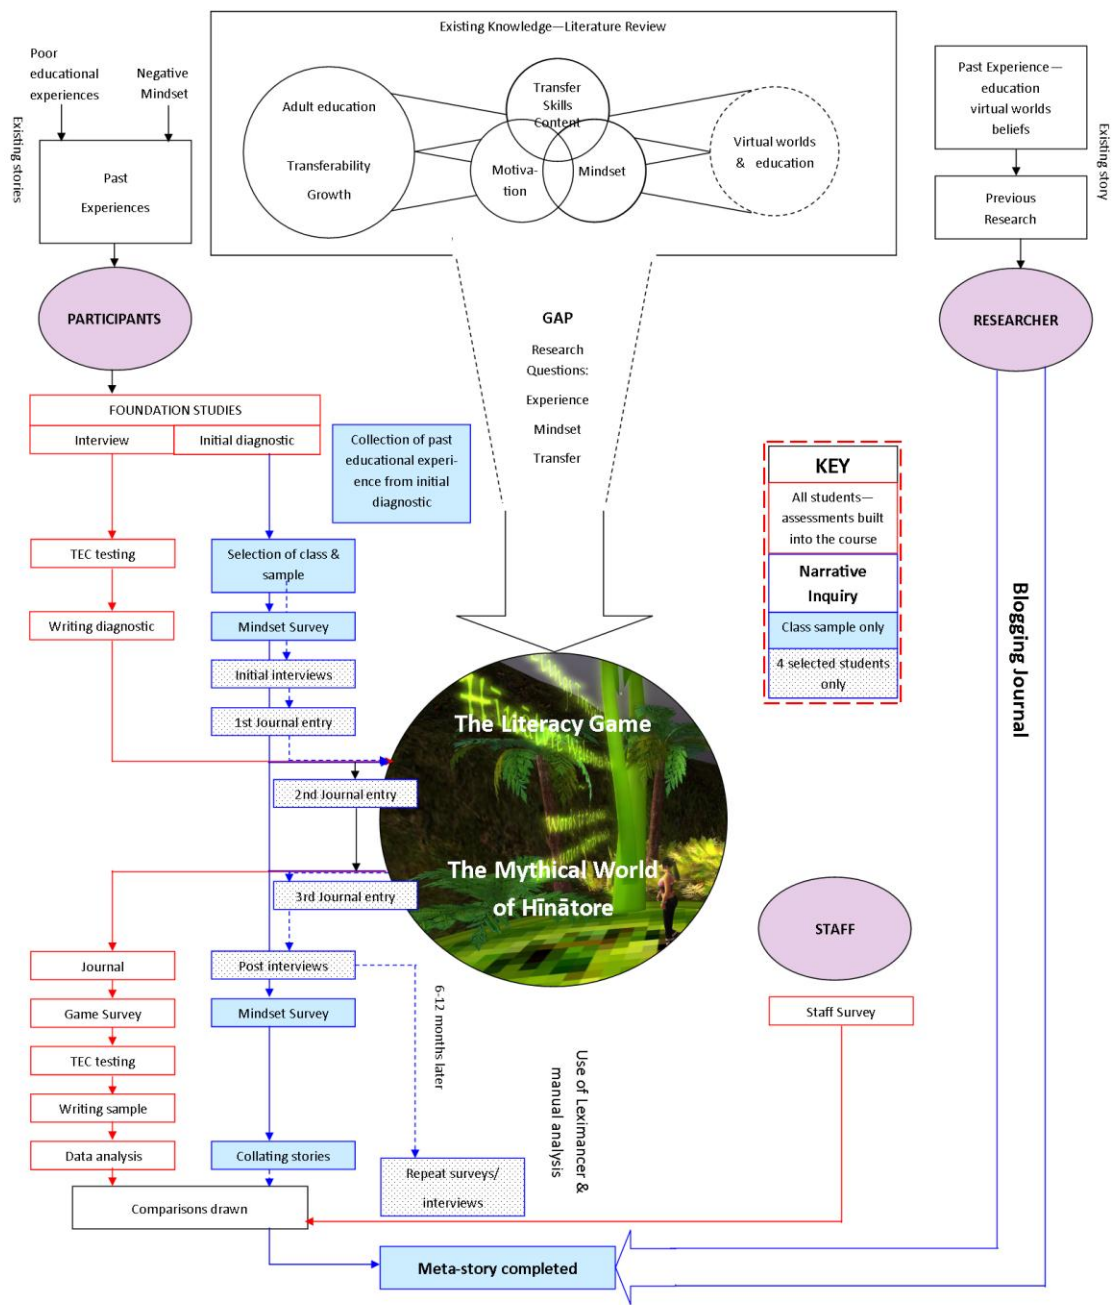 Existing Knowledge—Literature Review
Poor
educational
experiences
Negative
Mindset
Existing stories
Past
Experiences
PARTICIPANTS
Adult education
Transferability
Growth
Transfer
Skills
Content
Motiva-
tion
Mindset
Virtual worlds
& education
Past Experience—
education
virtual worlds
beliefs
Existing story
Previous
Research
RESEARCHER
GAP
Research
Questions:
Experience
Mindset
Transfer
FOUNDATION STUDIES
Interview
Initial diagnostic
Collection of past
educational experi-
ence from initial
diagnostic
KEY
All students—
assessments built
into the course
Narrative
Inquiry
Class sample only
4 selected students
only
TEC testing
Writing diagnostic
Selection of class &
sample
Mindset Survey
Initial interviews
1st Journal entry
2nd Journal entry
3rd Journal entry
The Literacy Game
The Mythical World
of Hīnātore
Blogging Journal
STAFF
Staff Survey
Journal
Game Survey
TEC testing
Writing sample
Data analysis
Post interviews
Mindset Survey
6-12 months later
Use of Leximancer &
manual analysis
Collating stories
Repeat surveys/
interviews
Comparisons drawn
Meta-story completed